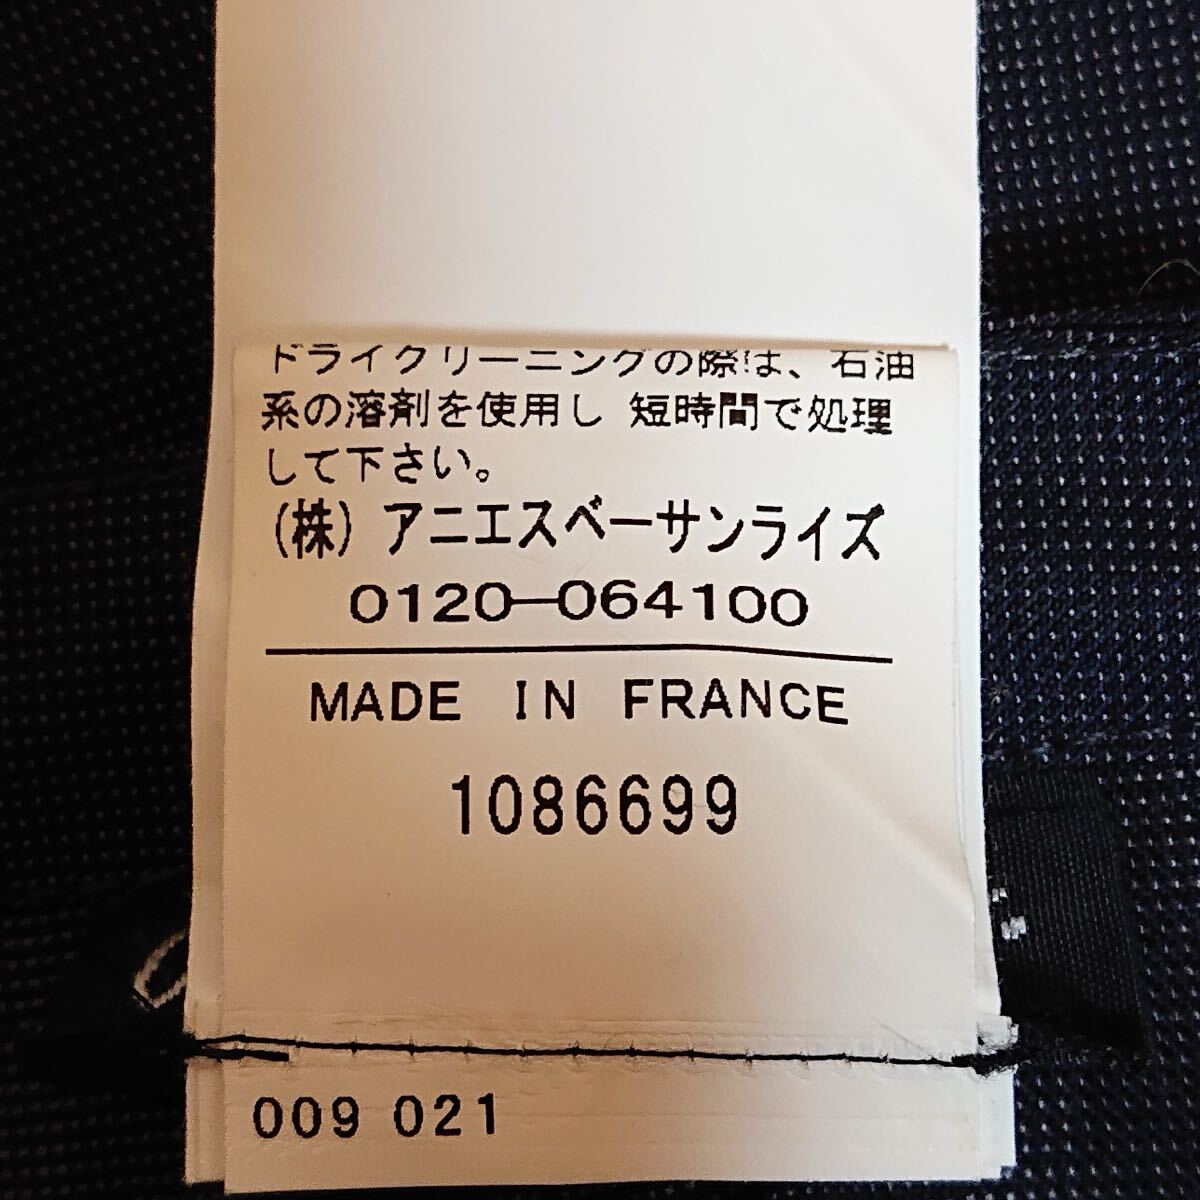 ドライクリーニングの際は、石油
系の溶剤を使用し 短時間で処理
して下さい。
(株) アニエスベーサンライズ
0120-064100
MADE IN FRANCE
1086699
009 021